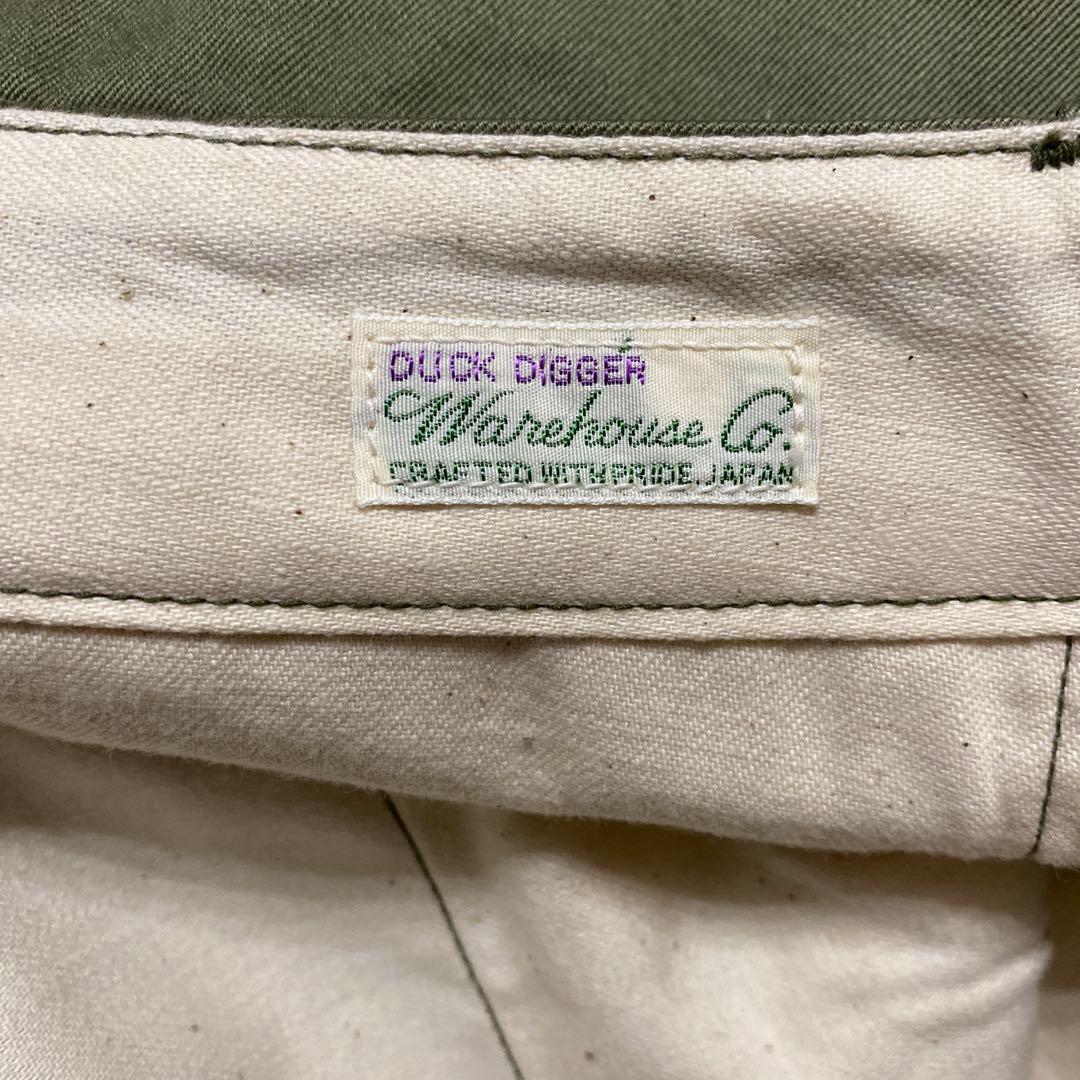 DUCK DIGGER
Warehouse Co.
CRAFTED WITH PRIDE, JAPAN